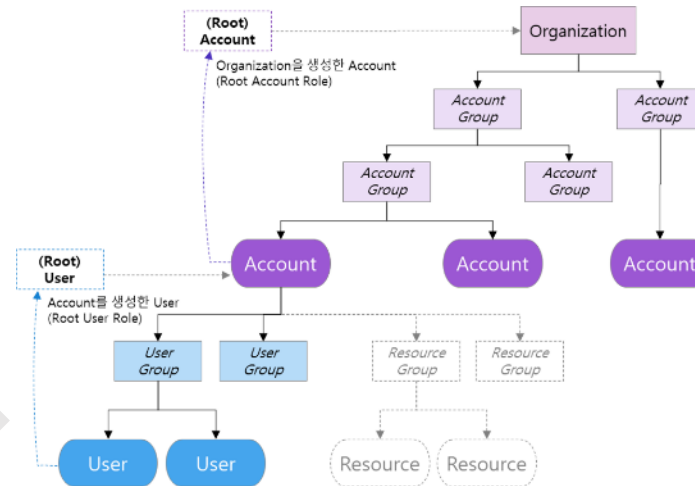 (Root)
Account
Organization
Organization을 생성한 Account
(Root Account Role)
Account
Group
Account
Group
Account
Group
Account
Group
(Root)
User
Account
Account
Account
Account를 생성한 User
(Root User Role)
User
Group
User
Group
Resource
Group
Resource
Group
User
User
Resource
Resource